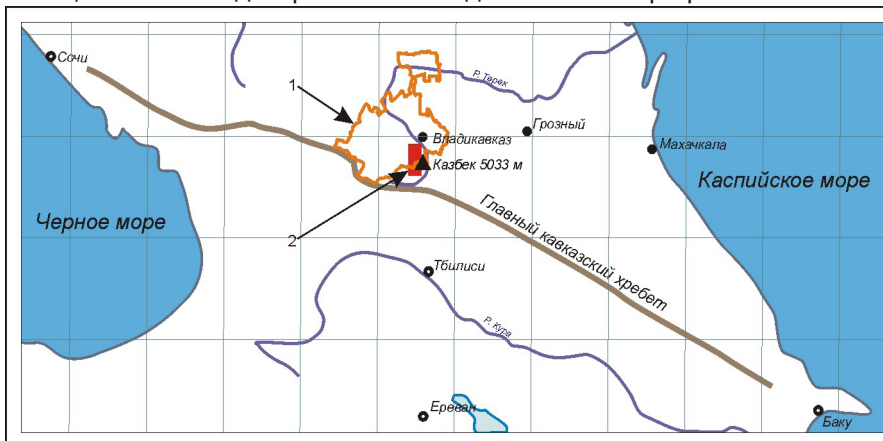 Сочи
1
р. Терек
Владикавказ
Грозный
Махачкала
Казбек 5033 м
Каспийское море
Черное море
2
Главный кавказский хребет
Тбилиси
Р. Кура
Ереван
Баку